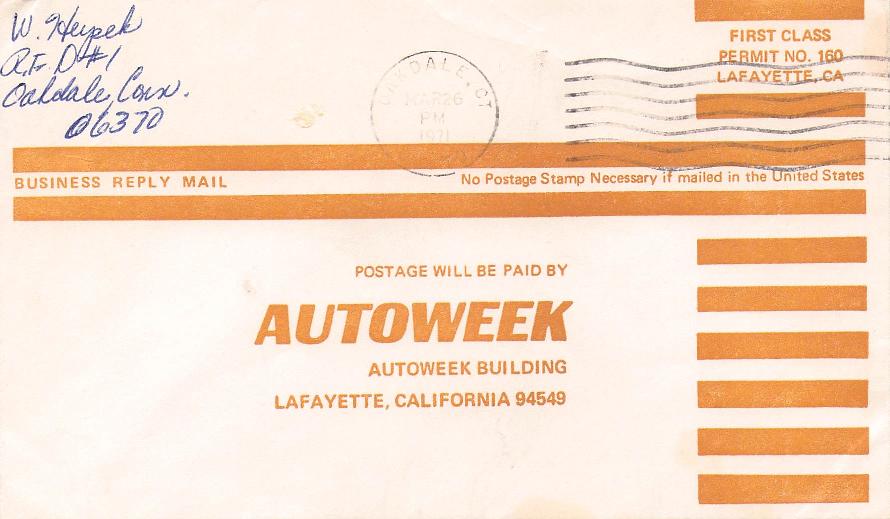 W. Heypek
R.F. D#1
Oakdale, Conn.
06370
OAKDALE, CT
MAR 26
PM
1971
FIRST CLASS
PERMIT NO. 160
LAFAYETTE, CA
BUSINESS REPLY MAIL
No Postage Stamp Necessary if mailed in the United States
POSTAGE WILL BE PAID BY
AUTOWEEK
AUTOWEEK BUILDING
LAFAYETTE, CALIFORNIA 94549